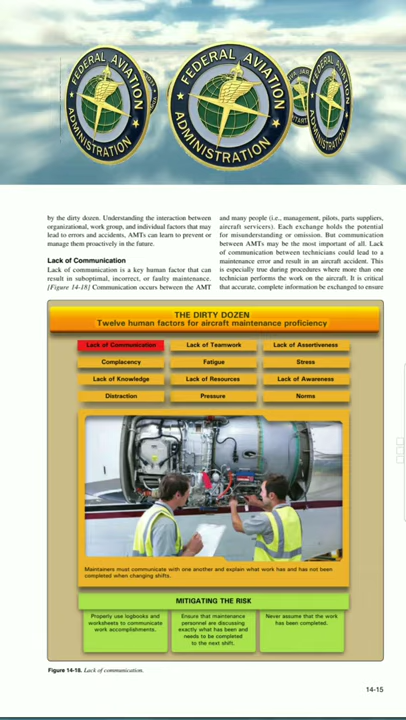 FEDERAL AVIATION
ADMINISTRATION
FEDERAL AVIATION
ADMINISTRATION
FEDERAL AVIATION
ADMINISTRATION
by the dirty dozen. Understanding the interaction between
organizational, work group, and individual factors that may
lead to errors and accidents, AMTs can learn to prevent or
manage them proactively in the future.
Lack of Communication
Lack of communication is a key human factor that can
result in suboptimal, incorrect, or faulty maintenance.
[Figure 14-18] Communication occurs between the AMT
and many people (i.e., management, pilots, parts suppliers,
aircraft servicers). Each exchange holds the potential
for misunderstanding or omission. But communication
between AMTs may be the most important of all. Lack
of communication between technicians could lead to a
maintenance error and result in an aircraft accident. This
is especially true during procedures where more than one
technician performs the work on the aircraft. It is critical
that accurate, complete information be exchanged to ensure
THE DIRTY DOZEN
Twelve human factors for aircraft maintenance proficiency
Lack of Communication Lack of Teamwork Lack of Assertiveness
Complacency Fatigue Stress
Lack of Knowledge Lack of Resources Lack of Awareness
Distraction Pressure Norms
Maintainers must communicate with one another and explain what work has and has not been
completed when changing shifts.
MITIGATING THE RISK
Properly use logbooks and
worksheets to communicate
work accomplishments.
Ensure that maintenance
personnel are discussing
exactly what has been and
needs to be completed
to the next shift.
Never assume that the work
has been completed.
Figure 14-18. Lack of communication.
14-15